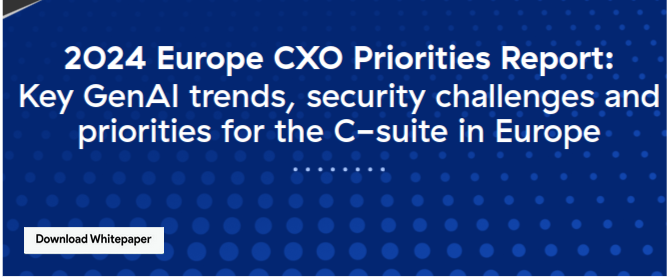 2024 Europe CXO Priorities Report:
Key GenAI trends, security challenges and
priorities for the C-suite in Europe
Download Whitepaper